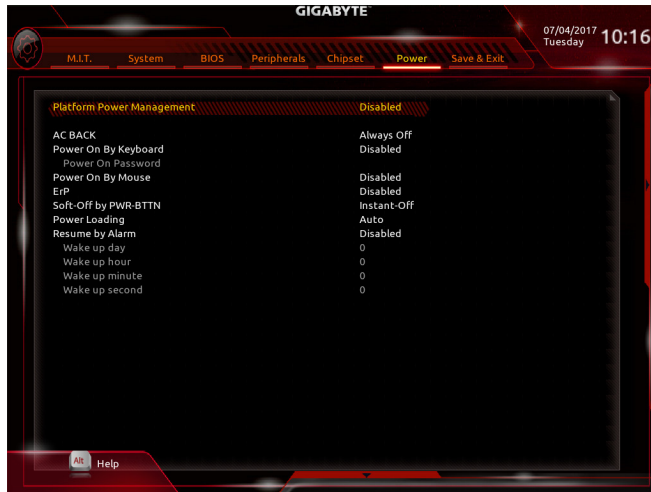 GIGABYTE™
07/04/2017 10:16
Tuesday
M.I.T. System BIOS Peripherals Chipset Power Save & Exit
Platform Power Management Disabled
AC BACK Always Off
Power On By Keyboard Disabled
Power On Password
Power On By Mouse Disabled
ErP Disabled
Soft-Off by PWR-BTTN Instant-Off
Power Loading Auto
Resume by Alarm Disabled
Wake up day 0
Wake up hour 0
Wake up minute 0
Wake up second 0
Alt Help